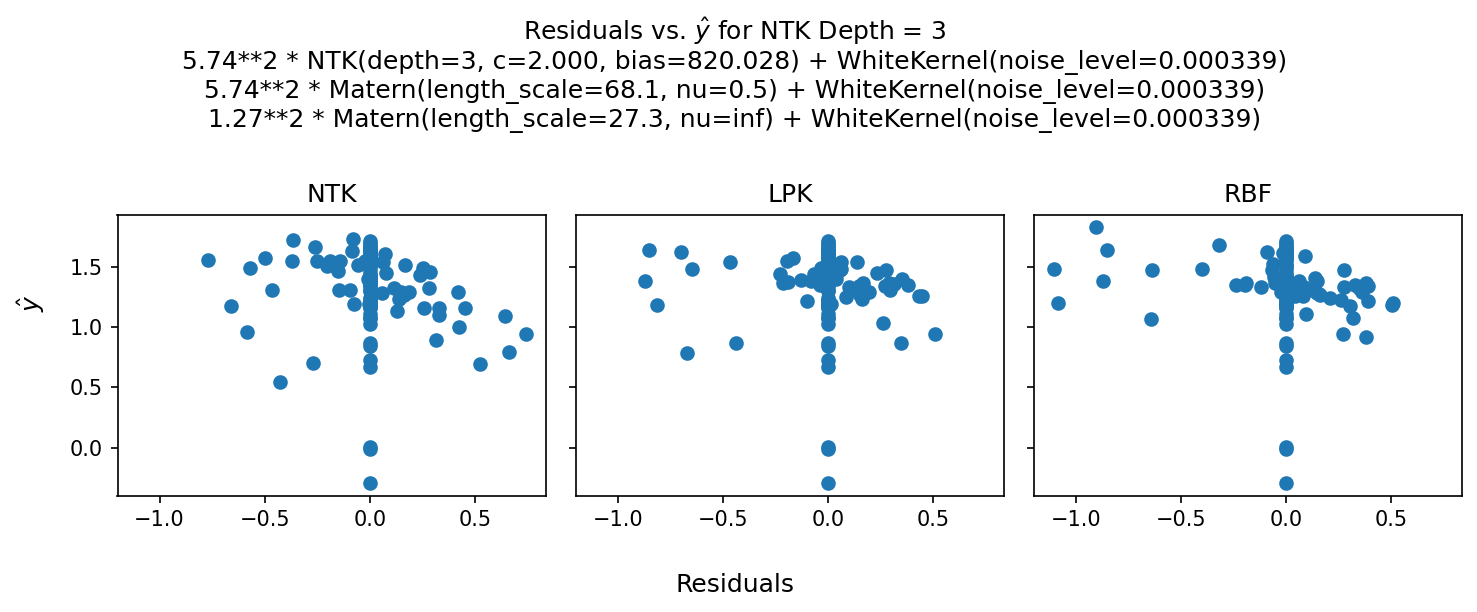 Residuals vs. ŷ for NTK Depth = 3
5.74**2 * NTK(depth=3, c=2.000, bias=820.028) + WhiteKernel(noise_level=0.000339)
5.74**2 * Matern(length_scale=68.1, nu=0.5) + WhiteKernel(noise_level=0.000339)
1.27**2 * Matern(length_scale=27.3, nu=inf) + WhiteKernel(noise_level=0.000339)
NTK LPK RBF
ŷ
1.5
1.0
0.5
0.0
−1.0 −0.5 0.0 0.5 −1.0 −0.5 0.0 0.5 −1.0 −0.5 0.0 0.5
Residuals